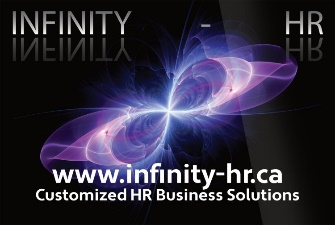 INFINITY - HR
www.infinity-hr.ca
Customized HR Business Solutions